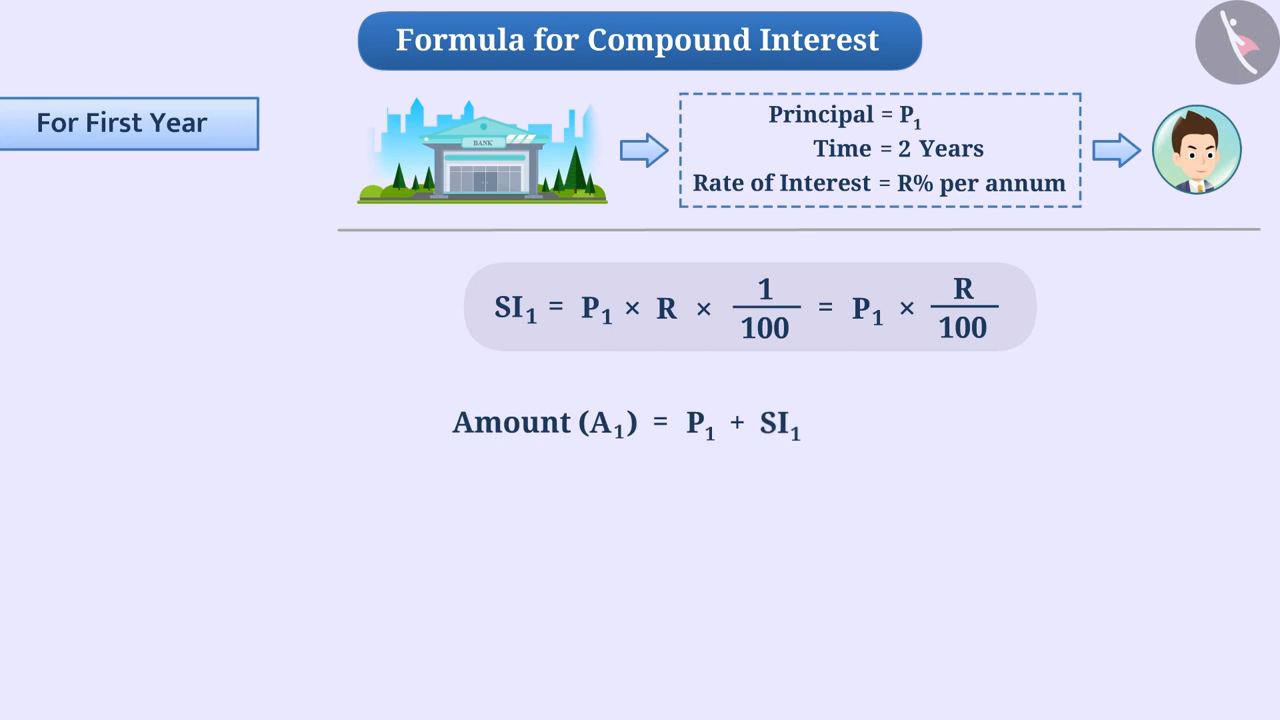 Formula for Compound Interest
For First Year
BANK
Principal = P₁
Time = 2 Years
Rate of Interest = R% per annum
SI₁ = P₁ × R × 1/100 = P₁ × R/100
Amount (A₁) = P₁ + SI₁